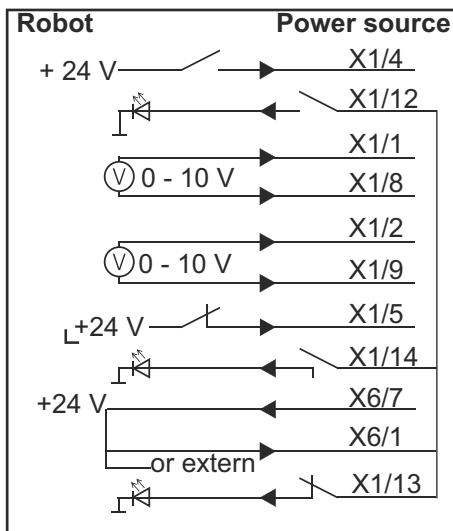 Robot Power source
+ 24 V X1/4
X1/12
X1/1
V 0 - 10 V X1/8
X1/2
V 0 - 10 V X1/9
+24 V X1/5
X1/14
+24 V X6/7
X6/1
or extern
X1/13